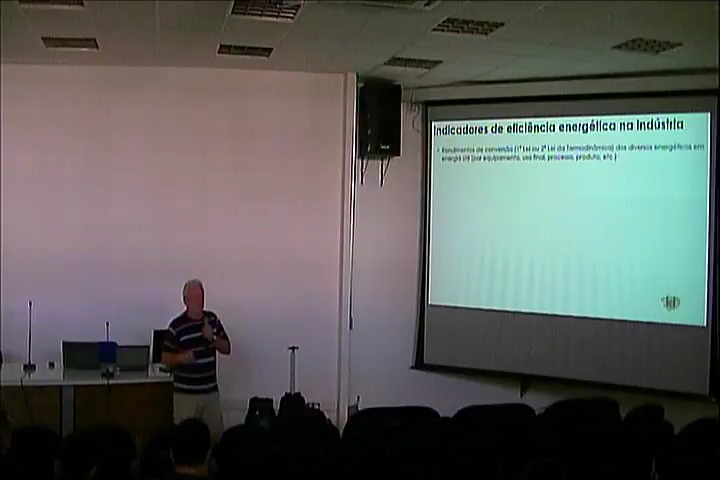 Indicadores de eficiência energética na Indústria
• Rendimentos de conversão (1ª Lei ou 2ª Lei da Termodinâmica) dos diversos energéticos em
energia útil (por equipamento, uso final, processo, produto, etc.)